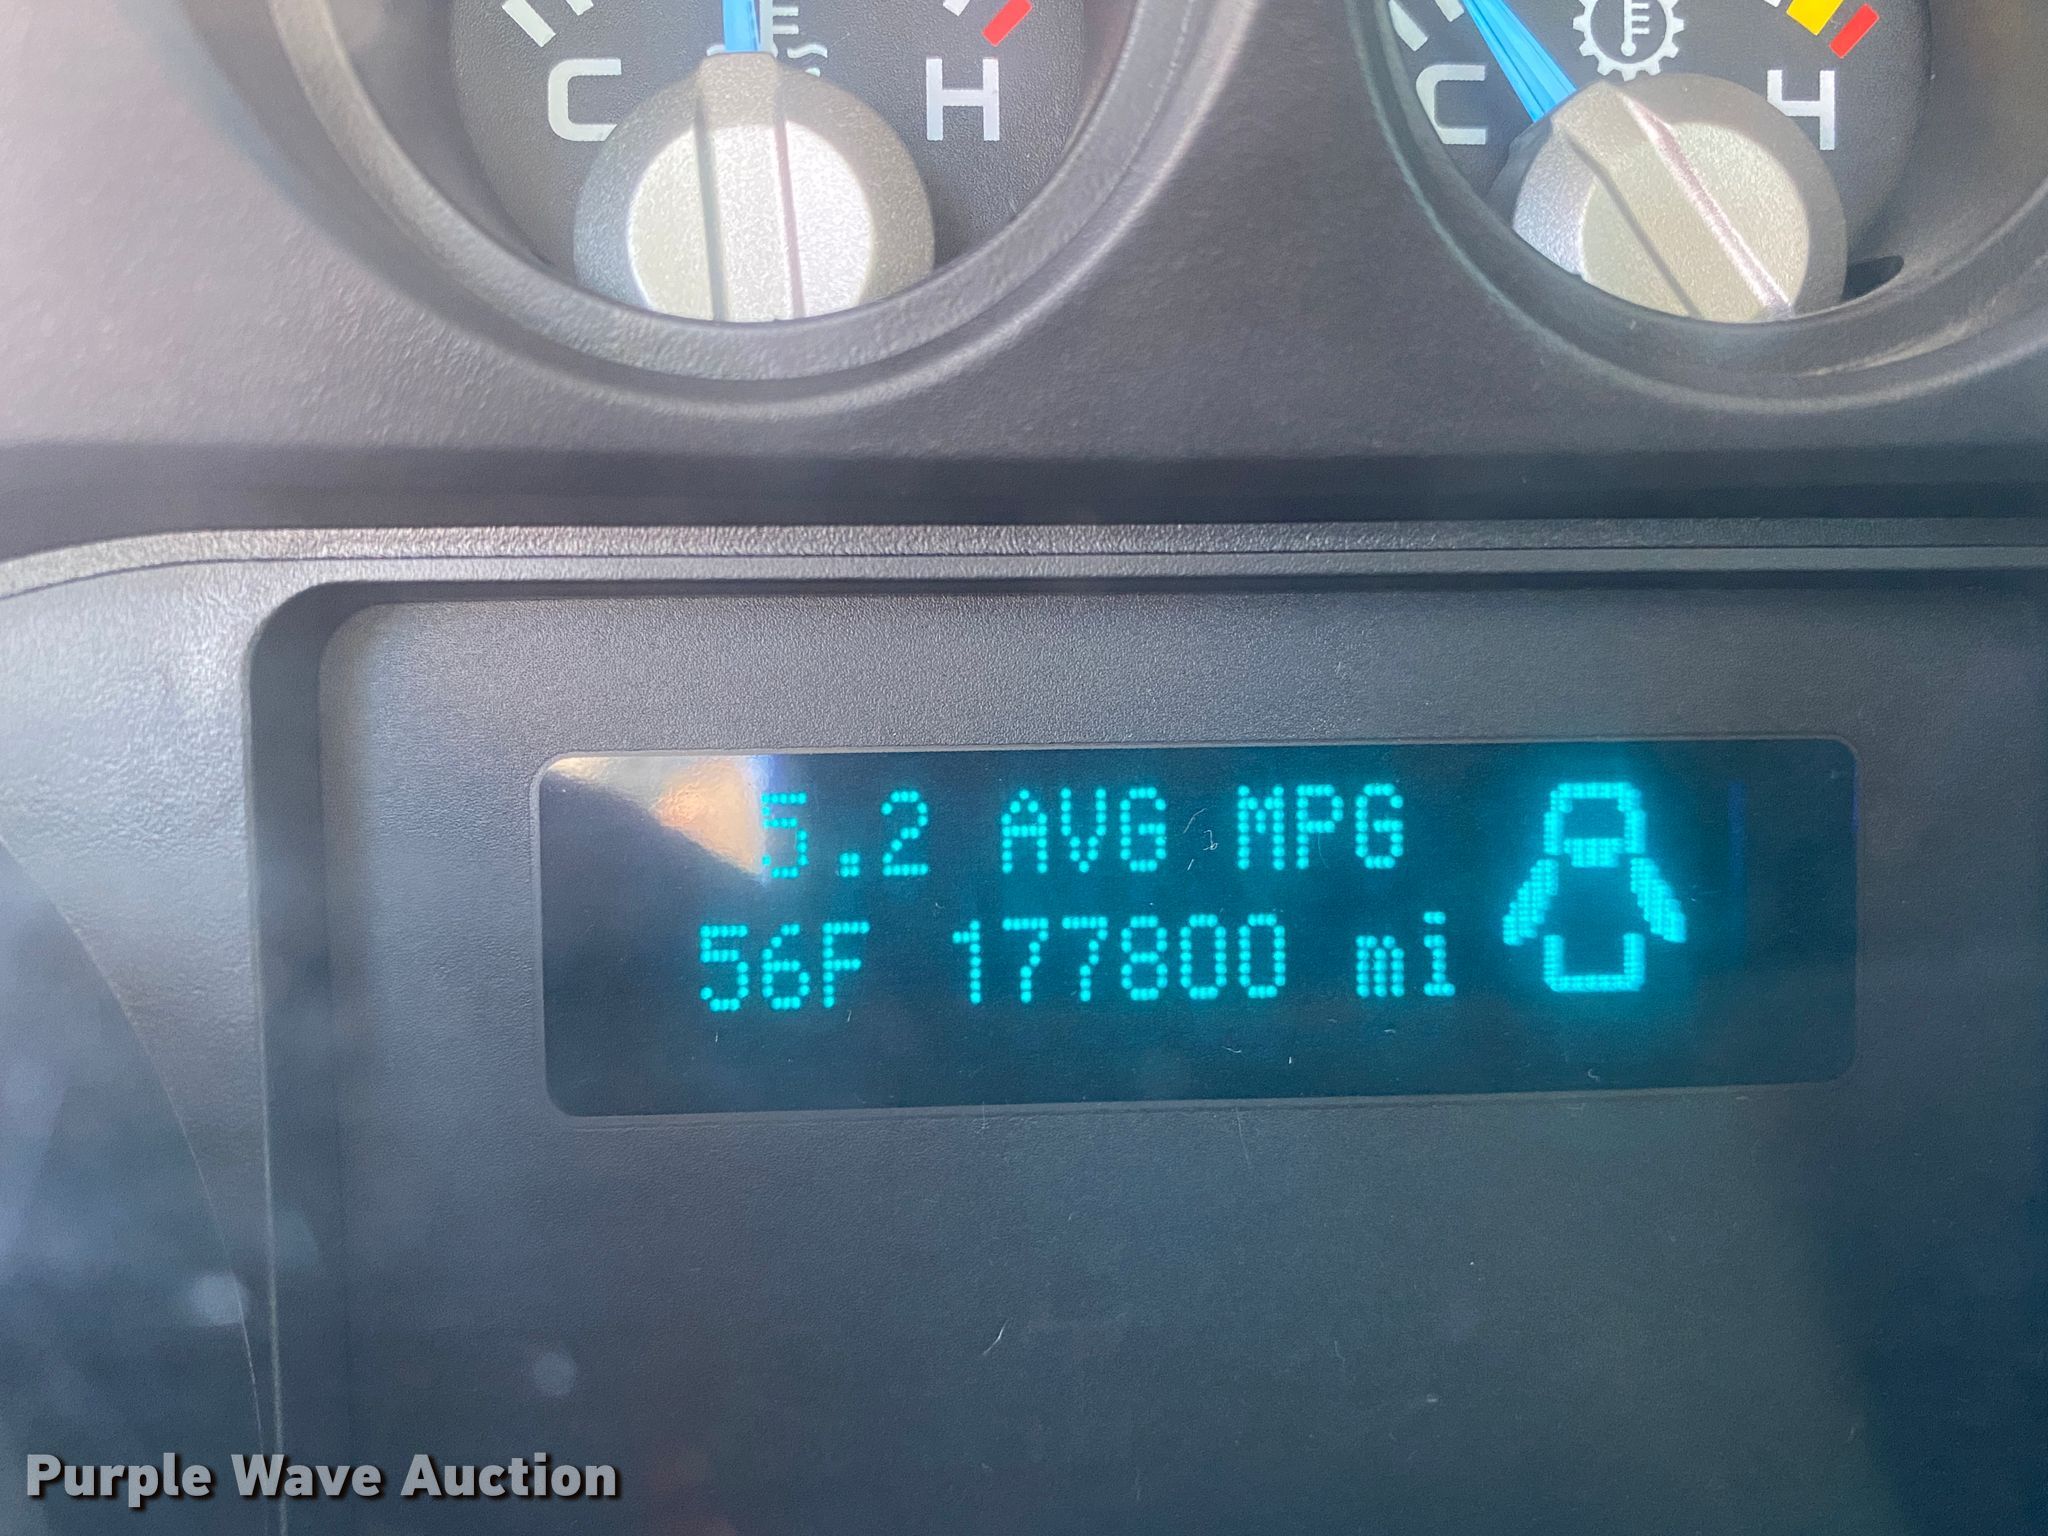 C H C H
5.2 AVG MPG
56F 177800 mi
Purple Wave Auction